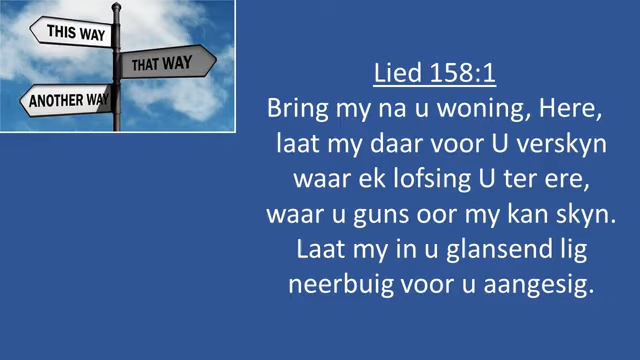 THIS WAY
THAT WAY
ANOTHER WAY
Lied 158:1
Bring my na u woning, Here,
laat my daar voor U verskyn
waar ek lofsing U ter ere,
waar u guns oor my kan skyn.
Laat my in u glansend lig
neerbuig voor u aangesig.